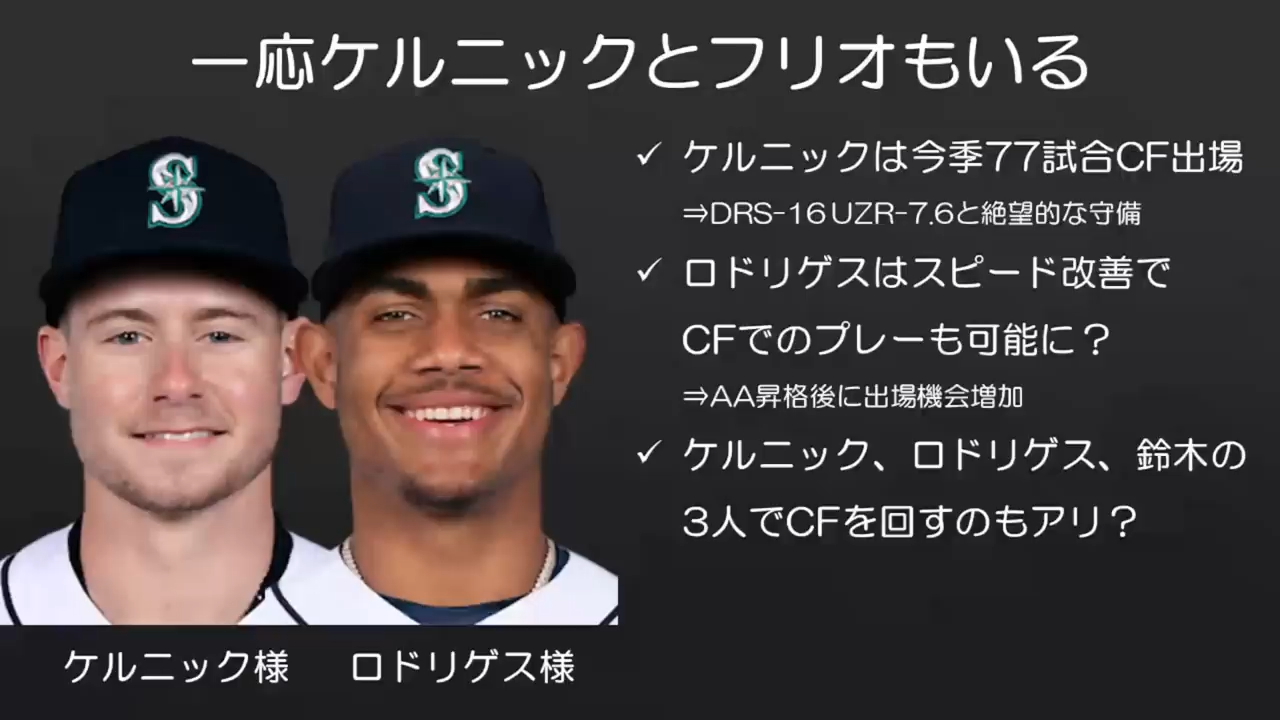 一応ケルニックとフリオもいる
✓ ケルニックは今季77試合CF出場
⇒DRS-16 UZR-7.6と絶望的な守備
✓ ロドリゲスはスピード改善で
CFでのプレーも可能に？
⇒AA昇格後に出場機会増加
✓ ケルニック、ロドリゲス、鈴木の
3人でCFを回すのもアリ？
S S
ケルニック様 ロドリゲス様